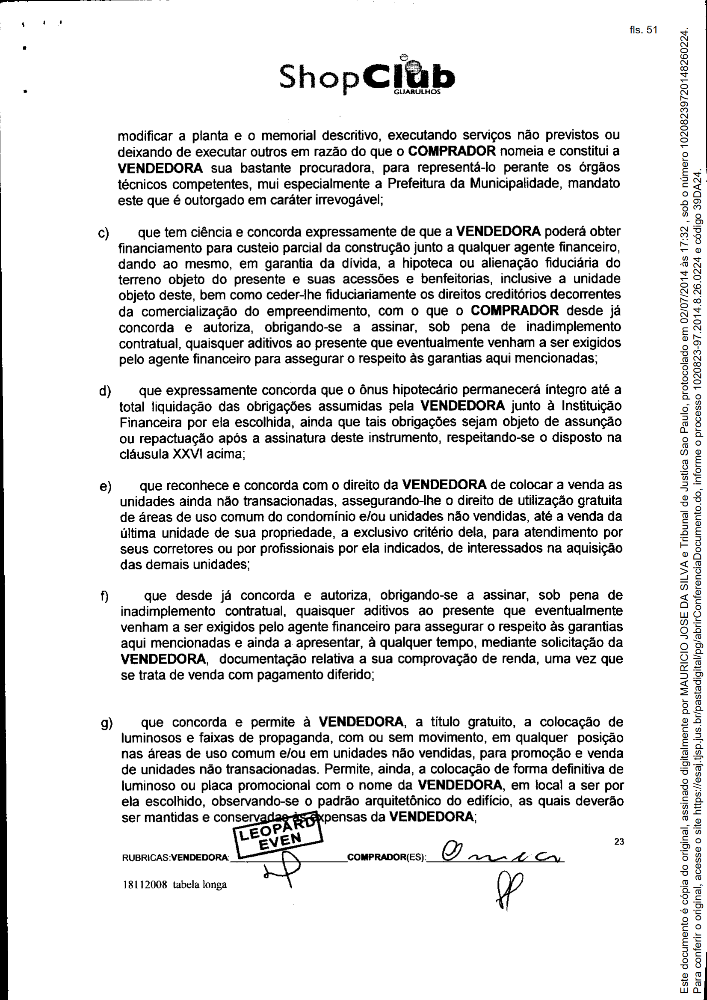 fls. 51
ShopClub
GUARULHOS
modificar a planta e o memorial descritivo, executando serviços não previstos ou
deixando de executar outros em razão do que o COMPRADOR nomeia e constitui a
VENDEDORA sua bastante procuradora, para representá-lo perante os órgãos
técnicos competentes, mui especialmente a Prefeitura da Municipalidade, mandato
este que é outorgado em caráter irrevogável;
c) que tem ciência e concorda expressamente de que a VENDEDORA poderá obter
financiamento para custeio parcial da construção junto a qualquer agente financeiro,
dando ao mesmo, em garantia da dívida, a hipoteca ou alienação fiduciária do
terreno objeto do presente e suas acessões e benfeitorias, inclusive a unidade
objeto deste, bem como ceder-lhe fiduciariamente os direitos creditórios decorrentes
da comercialização do empreendimento, com o que o COMPRADOR desde já
concorda e autoriza, obrigando-se a assinar, sob pena de inadimplemento
contratual, quaisquer aditivos ao presente que eventualmente venham a ser exigidos
pelo agente financeiro para assegurar o respeito às garantias aqui mencionadas;
d) que expressamente concorda que o ônus hipotecário permanecerá íntegro até a
total liquidação das obrigações assumidas pela VENDEDORA junto à Instituição
Financeira por ela escolhida, ainda que tais obrigações sejam objeto de assunção
ou repactuação após a assinatura deste instrumento, respeitando-se o disposto na
cláusula XXVI acima;
e) que reconhece e concorda com o direito da VENDEDORA de colocar a venda as
unidades ainda não transacionadas, assegurando-lhe o direito de utilização gratuita
de áreas de uso comum do condomínio e/ou unidades não vendidas, até a venda da
última unidade de sua propriedade, a exclusivo critério dela, para atendimento por
seus corretores ou por profissionais por ela indicados, de interessados na aquisição
das demais unidades;
f) que desde já concorda e autoriza, obrigando-se a assinar, sob pena de
inadimplemento contratual, quaisquer aditivos ao presente que eventualmente
venham a ser exigidos pelo agente financeiro para assegurar o respeito às garantias
aqui mencionadas e ainda a apresentar, à qualquer tempo, mediante solicitação da
VENDEDORA, documentação relativa a sua comprovação de renda, uma vez que
se trata de venda com pagamento diferido;
g) que concorda e permite à VENDEDORA, a título gratuito, a colocação de
luminosos e faixas de propaganda, com ou sem movimento, em qualquer posição
nas áreas de uso comum e/ou em unidades não vendidas, para promoção e venda
de unidades não transacionadas. Permite, ainda, a colocação de forma definitiva de
luminoso ou placa promocional com o nome da VENDEDORA, em local a ser por
ela escolhido, observando-se o padrão arquitetônico do edifício, as quais deverão
ser mantidas e conservadas às expensas da VENDEDORA;
LEOPARD
EVEN
23
RUBRICAS:VENDEDORA: COMPRADOR(ES):
18112008 tabela longa
Este documento é cópia do original, assinado digitalmente por MAURICIO JOSE DA SILVA e Tribunal de Justica Sao Paulo, protocolado em 02/07/2014 às 17:32 , sob o número 10208239720148260224.
Para conferir o original, acesse o site https://esaj.tjsp.jus.br/pastadigital/pg/abrirConferenciaDocumento.do, informe o processo 1020823-97.2014.8.26.0224 e código 39DA24.